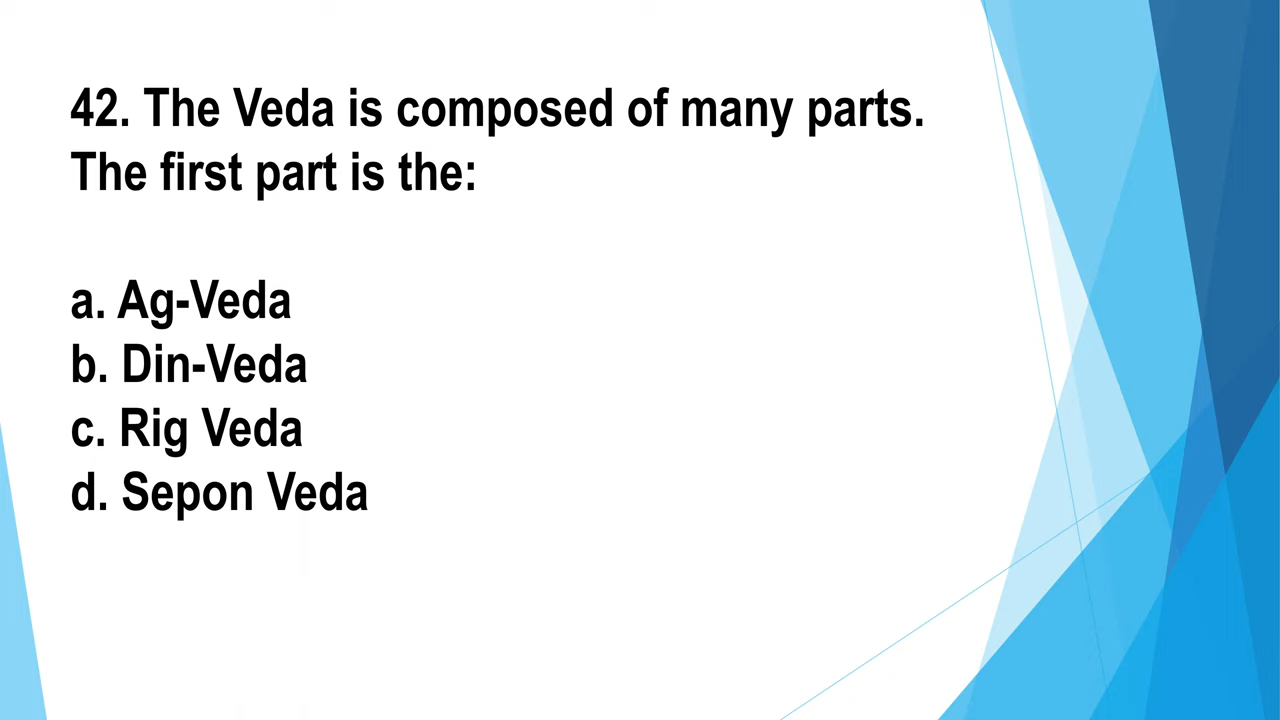 42. The Veda is composed of many parts.
The first part is the:
a. Ag-Veda
b. Din-Veda
c. Rig Veda
d. Sepon Veda